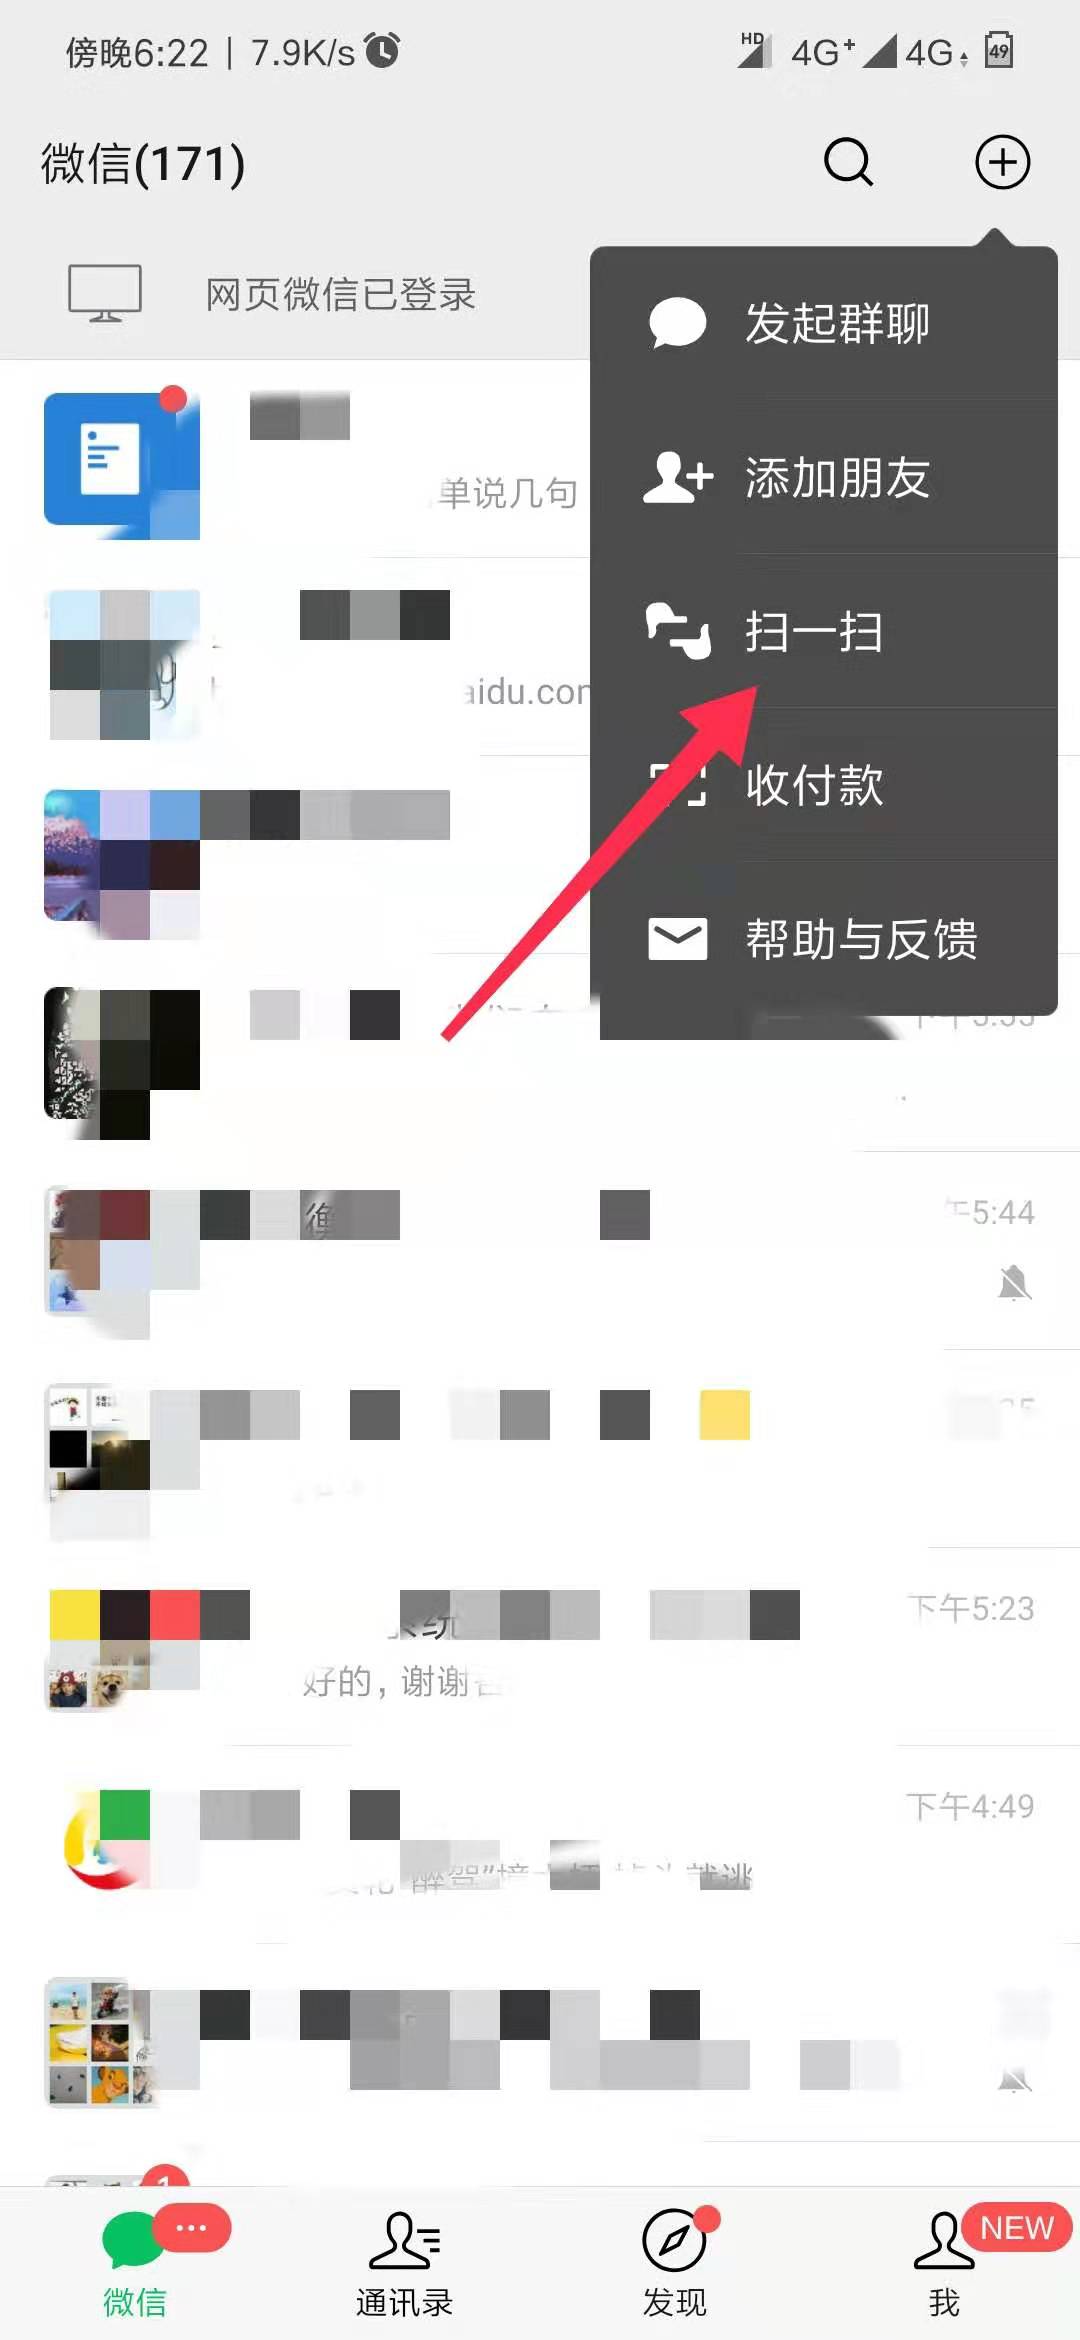 傍晚6:22 | 7.9K/s
HD 4G+ 4G 49
微信(171)
网页微信已登录
发起群聊
单说几句
添加朋友
扫一扫
aidu.con
收付款
帮助与反馈
午5:44
下午5:23
好的，谢谢
下午4:49
1
微信
通讯录
发现
NEW
我